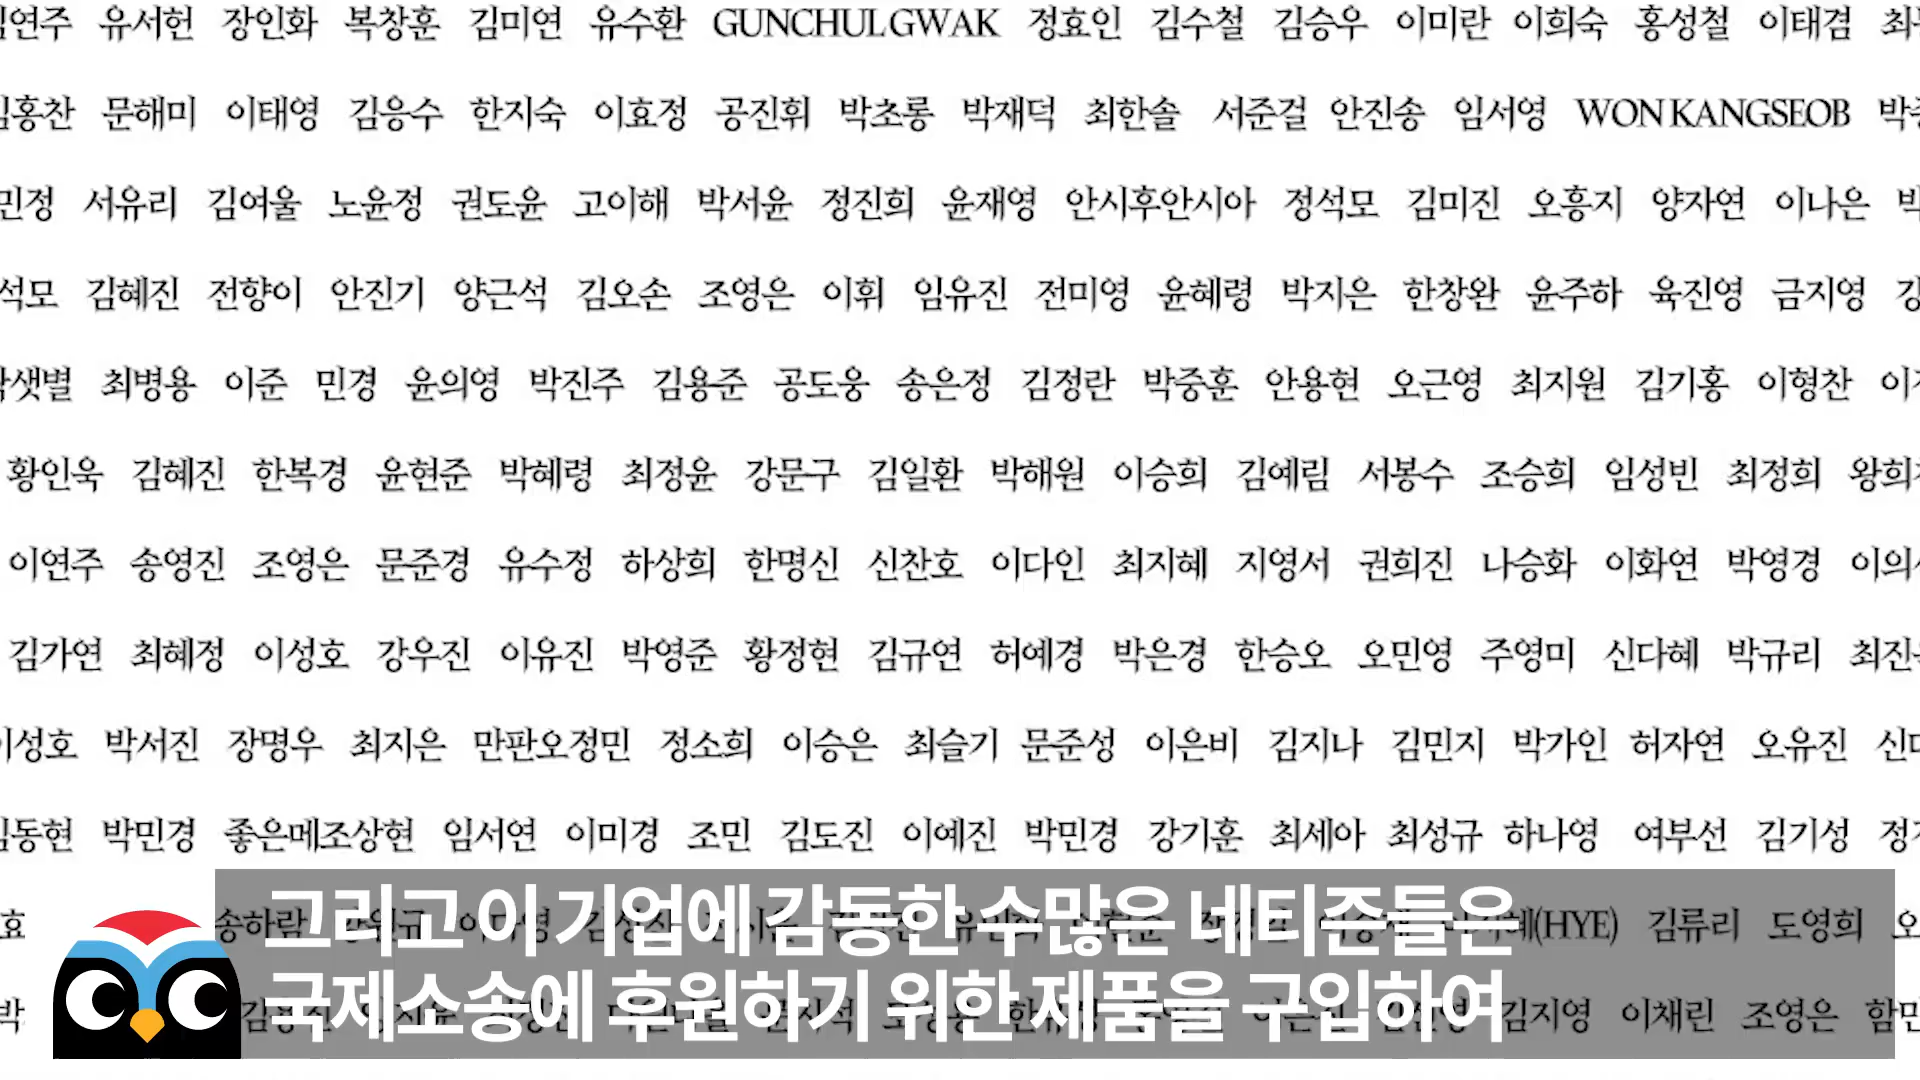 연주 유서헌 장인화 복창훈 김미연 유수환 GUNCHUL GWAK 정효인 김수철 김승우 이미란 이희숙 홍성철 이태겸
홍찬 문해미 이태영 김응수 한지숙 이효정 공진휘 박초롱 박재덕 최한솔 서준걸 안진송 임서영 WON KANGSEOB
민정 서유리 김여울 노윤정 권도윤 고이해 박서윤 정진희 윤재영 안시후안시아 정석모 김미진 오흥지 양자연 이나은
석모 김혜진 전향이 안진기 양근석 김오손 조영은 이휘 임유진 전미영 윤혜령 박지은 한창완 윤주하 육진영 금지영
샛별 최병용 이준 민경 윤의영 박진주 김용준 공도웅 송은정 김정란 박중훈 안용현 오근영 최지원 김기홍 이형찬 이
황인욱 김혜진 한복경 윤현준 박혜령 최정윤 강문구 김일환 박해원 이승희 김예림 서봉수 조승희 임성빈 최정희 왕희
이연주 송영진 조영은 문준경 유수정 하상희 한명신 신찬호 이다인 최지혜 지영서 권희진 나승화 이화연 박영경 이의
김가연 최혜정 이성호 강우진 이유진 박영준 황정현 김규연 허예경 박은경 한승오 오민영 주영미 신다혜 박규리 최진
이성호 박서진 장명우 최지은 만판오정민 정소희 이승은 최슬기 문준성 이은비 김지나 김민지 박가인 허자연 오유진 신
김동현 박민경 좋은메조상현 임서연 이미경 조민 김도진 이예진 박민경 강기훈 최세아 최성규 하나영 여부선 김기성 정
효 송하람 혜(HYE) 김류리 도영희 오
그리고 이 기업에 감동한 수많은 네티즌들은
박 김지영 이채린 조영은 함민
국제소송에 후원하기 위한 제품을 구입하여